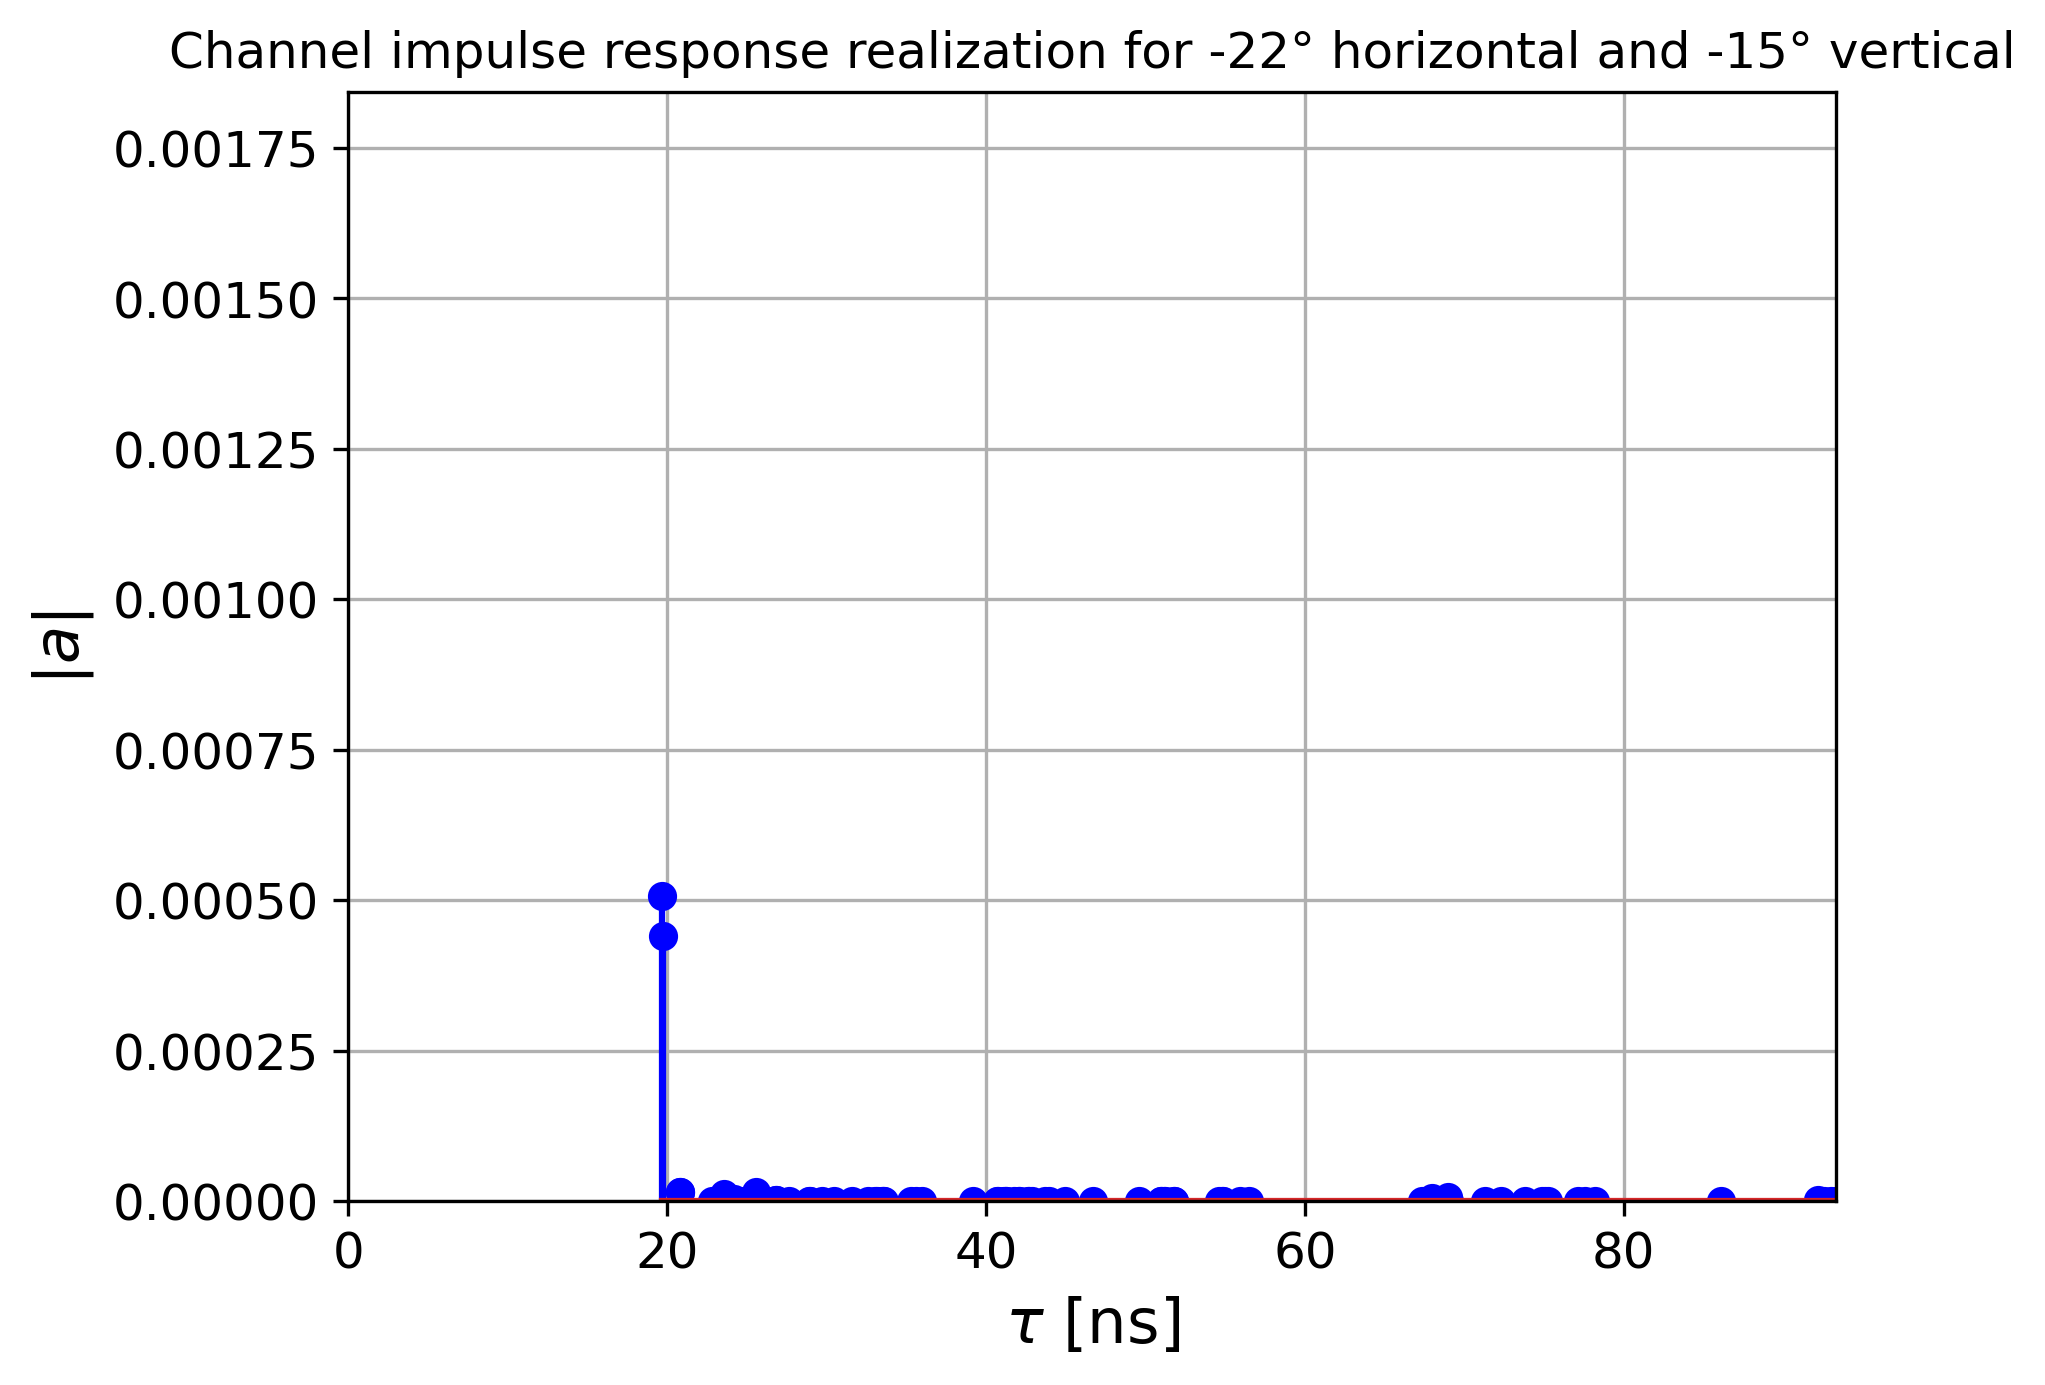 Channel impulse response realization for -22° horizontal and -15° vertical
0.00175
0.00150
0.00125
0.00100
0.00075
0.00050
0.00025
0.00000
|a|
0 20 40 60 80
τ [ns]